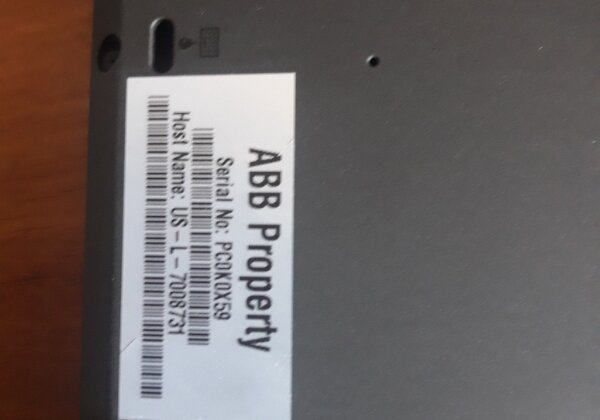 ABB Property
Serial No: PC0K0X59
Host Name: US-L-7008731